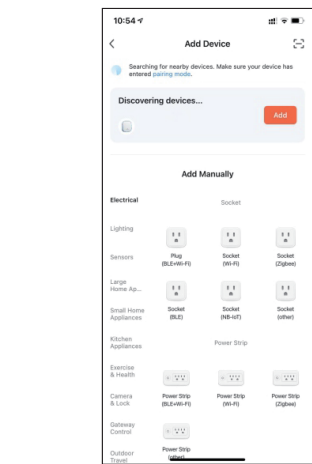 10:54
Add Device
Searching for nearby devices. Make sure your device has
entered pairing mode.
Discovering devices...
Add
Add Manually
Electrical
Socket
Lighting
Sensors
Plug
(BLE+Wi-Fi)
Socket
(Wi-Fi)
Socket
(Zigbee)
Large
Home Ap...
Small Home
Appliances
Socket
(BLE)
Socket
(NB-IoT)
Socket
(other)
Kitchen
Appliances
Power Strip
Exercise
& Health
Camera
& Lock
Power Strip
(BLE+Wi-Fi)
Power Strip
(Wi-Fi)
Power Strip
(Zigbee)
Gateway
Control
Outdoor
Travel
Power Strip
(other)